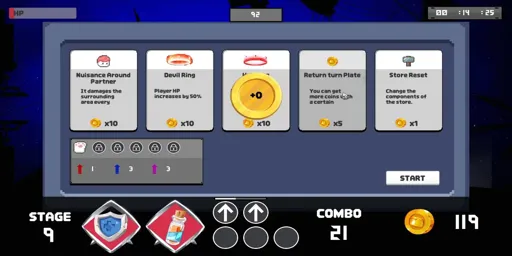 HP
92
00 : 14 : 25
Nuisance Around Partner
It damages the
surrounding
area every
x10
Devil Ring
Player HP
increases by 50%
x10
+0
x10
Return turn Plate
You can get
more coins
a certain
x5
Store Reset
Change the
components of
the store.
x1
1
3
3
START
STAGE
9
COMBO
21
119